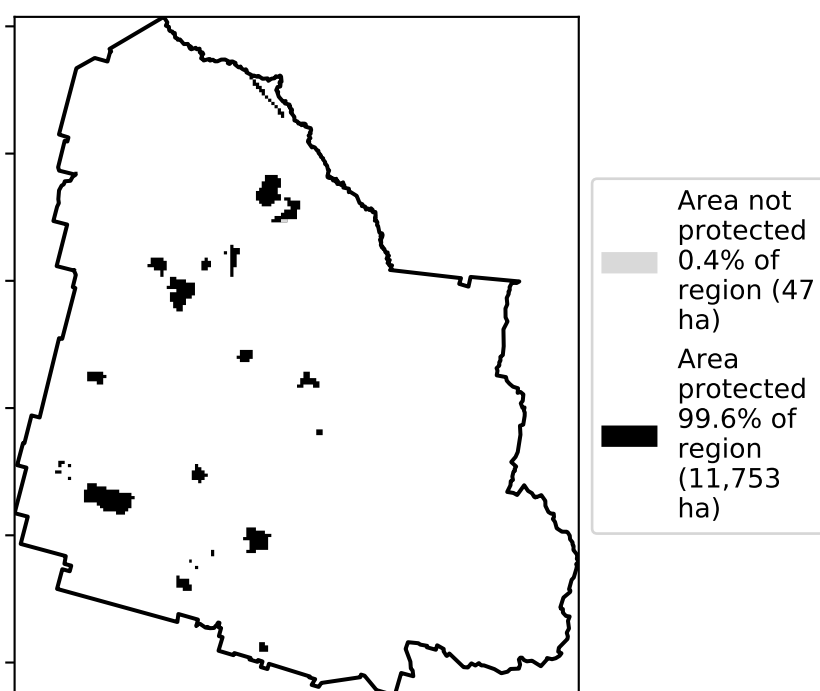 Area not
protected
0.4% of
region (47
ha)
Area
protected
99.6% of
region
(11,753
ha)